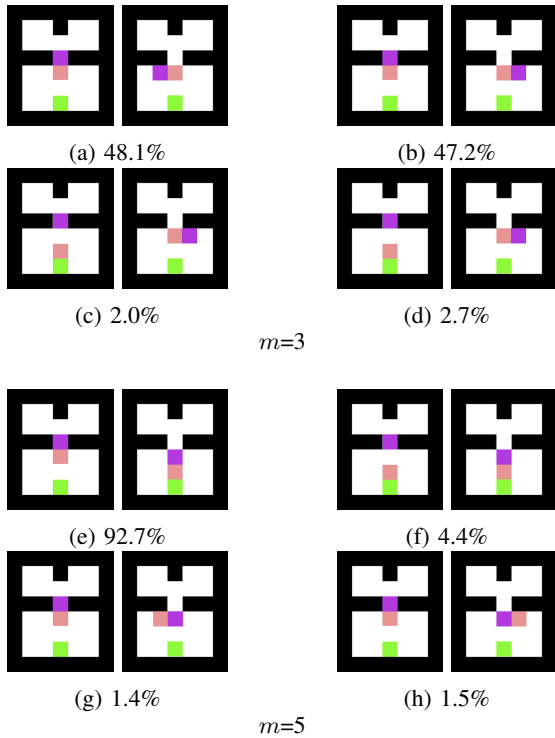 (a) 48.1%
(b) 47.2%
(c) 2.0%
(d) 2.7%
m=3
(e) 92.7%
(f) 4.4%
(g) 1.4%
(h) 1.5%
m=5